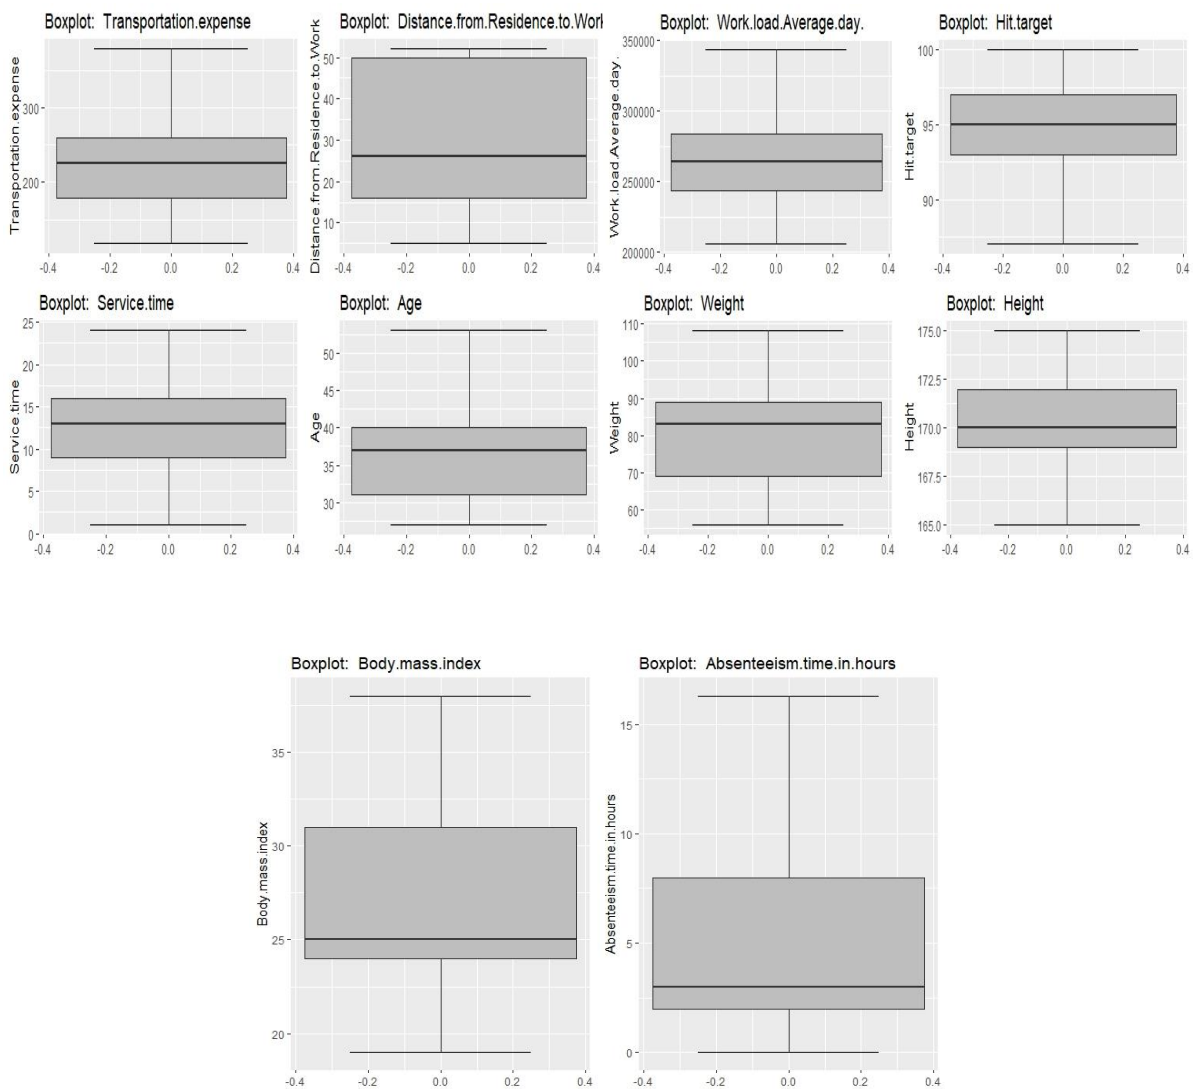 Boxplot: Transportation.expense
Transportation.expense
300
200
-0.4 -0.2 0.0 0.2 0.4
Boxplot: Distance.from.Residence.to.Work
Distance.from.Residence.to.Work
50
40
30
20
10
-0.4 -0.2 0.0 0.2 0.4
Boxplot: Work.load.Average.day.
Work.load.Average.day.
350000
300000
250000
200000
-0.4 -0.2 0.0 0.2 0.4
Boxplot: Hit.target
Hit.target
100
95
90
-0.4 -0.2 0.0 0.2 0.4
Boxplot: Service.time
Service.time
25
20
15
10
5
0
-0.4 -0.2 0.0 0.2 0.4
Boxplot: Age
Age
50
45
40
35
30
-0.4 -0.2 0.0 0.2 0.4
Boxplot: Weight
Weight
110
100
90
80
70
60
-0.4 -0.2 0.0 0.2 0.4
Boxplot: Height
Height
175.0
172.5
170.0
167.5
165.0
-0.4 -0.2 0.0 0.2 0.4
Boxplot: Body.mass.index
Body.mass.index
35
30
25
20
-0.4 -0.2 0.0 0.2 0.4
Boxplot: Absenteeism.time.in.hours
Absenteeism.time.in.hours
15
10
5
0
-0.4 -0.2 0.0 0.2 0.4